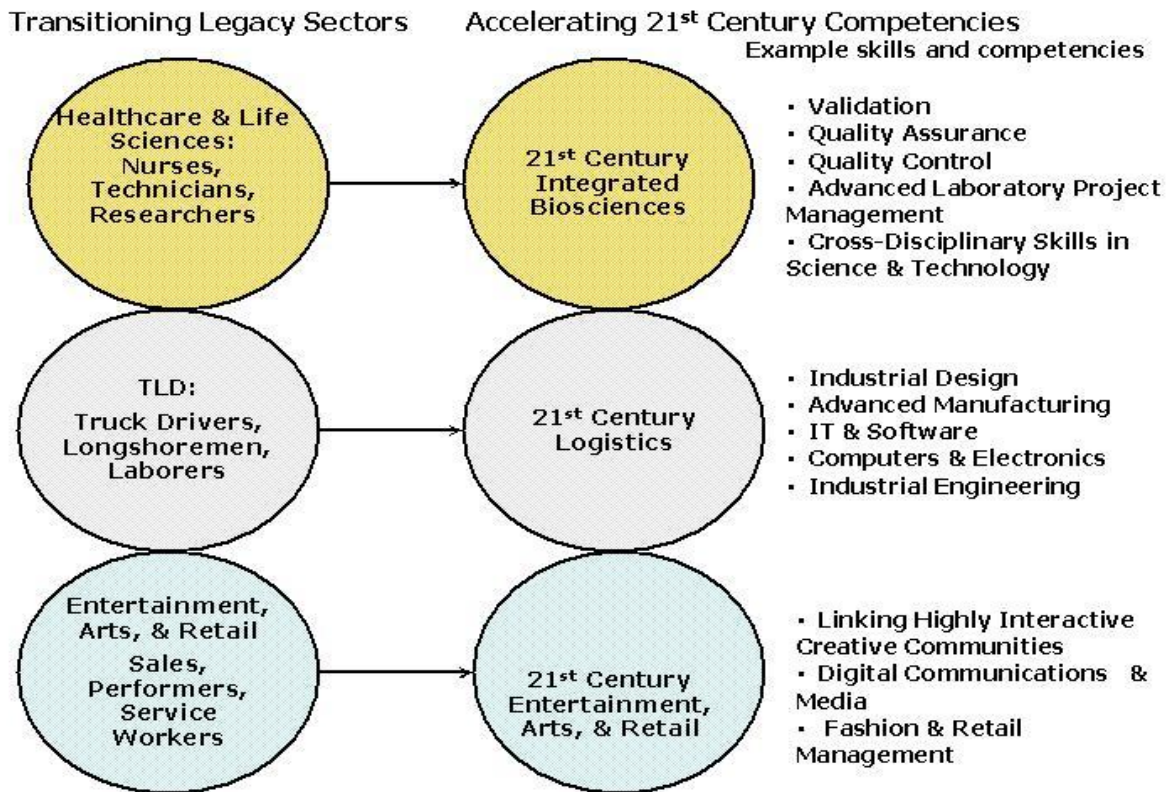 Transitioning Legacy Sectors
Accelerating 21st Century Competencies
Example skills and competencies
Healthcare & Life
Sciences:
Nurses,
Technicians,
Researchers
21st Century
Integrated
Biosciences
· Validation
· Quality Assurance
· Quality Control
· Advanced Laboratory Project
Management
· Cross-Disciplinary Skills in
Science & Technology
TLD:
Truck Drivers,
Longshoremen,
Laborers
21st Century
Logistics
· Industrial Design
· Advanced Manufacturing
· IT & Software
· Computers & Electronics
· Industrial Engineering
Entertainment,
Arts, & Retail
Sales,
Performers,
Service
Workers
21st Century
Entertainment,
Arts, & Retail
· Linking Highly Interactive
Creative Communities
· Digital Communications &
Media
· Fashion & Retail
Management